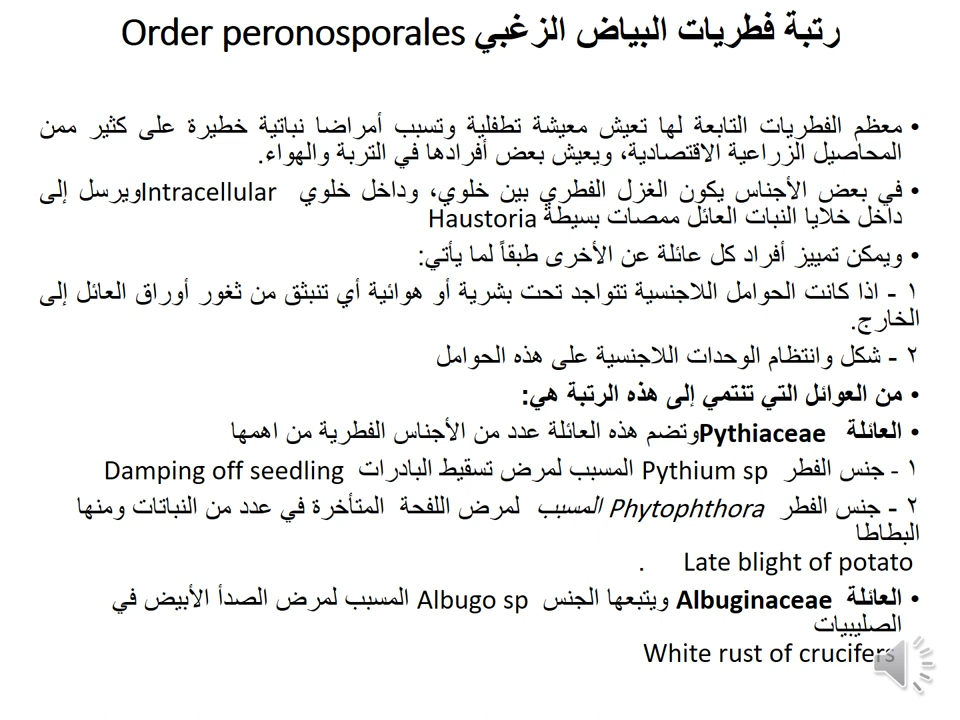 رتبة فطريات البياض الزغبي Order peronosporales
• معظم الفطريات التابعة لها تعيش معيشة تطفلية وتسبب أمراضا نباتية خطيرة على كثير ممن
المحاصيل الزراعية الاقتصادية، ويعيش بعض أفرادها في التربة والهواء.
• في بعض الأجناس يكون الغزل الفطري بين خلوي، وداخل خلوي Intracellularويرسل إلى
داخل خلايا النبات العائل ممصات بسيطة Haustoria
• ويمكن تمييز أفراد كل عائلة عن الأخرى طبقاً لما يأتي:
١ - اذا كانت الحوامل اللاجنسية تتواجد تحت بشرية أو هوائية أي تنبثق من ثغور أوراق العائل إلى
الخارج.
٢ - شكل وانتظام الوحدات اللاجنسية على هذه الحوامل
• من العوائل التي تنتمي إلى هذه الرتبة هي:
• العائلة Pythiaceaeوتضم هذه العائلة عدد من الأجناس الفطرية من اهمها
١ - جنس الفطر Pythium sp المسبب لمرض تسقيط البادرات Damping off seedling
٢ - جنس الفطر Phytophthora المسبب لمرض اللفحة المتأخرة في عدد من النباتات ومنها
البطاطا
Late blight of potato .
• العائلة Albuginaceae ويتبعها الجنس Albugo sp المسبب لمرض الصدأ الأبيض في
الصليبيات
White rust of crucifers